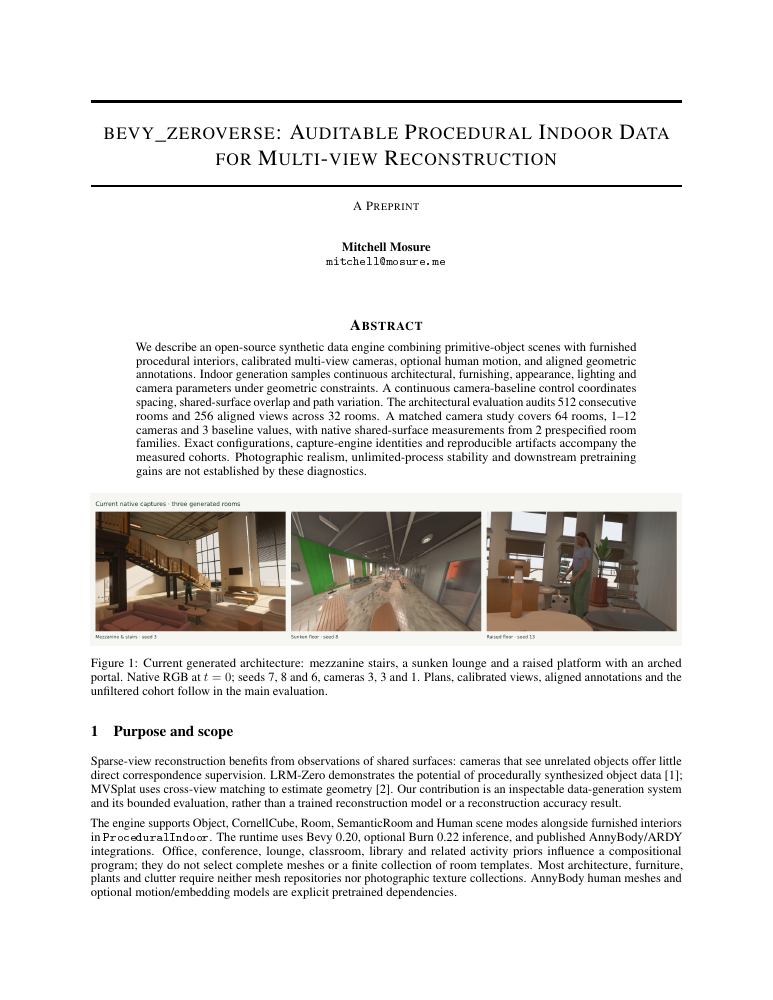 BEVY_ZEROVERSE: AUDITABLE PROCEDURAL INDOOR DATA
FOR MULTI-VIEW RECONSTRUCTION
A PREPRINT
Mitchell Mosure
mitchell@mosure.me
ABSTRACT
We describe an open-source synthetic data engine combining primitive-object scenes with furnished
procedural interiors, calibrated multi-view cameras, optional human motion, and aligned geometric
annotations. Indoor generation samples continuous architectural, furnishing, appearance, lighting and
camera parameters under geometric constraints. A continuous camera-baseline control coordinates
spacing, shared-surface overlap and path variation. The architectural evaluation audits 512 consecutive
rooms and 256 aligned views across 32 rooms. A matched camera study covers 64 rooms, 1–12
cameras and 3 baseline values, with native shared-surface measurements from 2 prespecified room
families. Exact configurations, capture-engine identities and reproducible artifacts accompany the
measured cohorts. Photographic realism, unlimited-process stability and downstream pretraining
gains are not established by these diagnostics.
Current native captures · three generated rooms
Mezzanine & stairs · seed 3
Sunken floor · seed 8
Raised floor · seed 13
Figure 1: Current generated architecture: mezzanine stairs, a sunken lounge and a raised platform with an arched
portal. Native RGB at t = 0; seeds 7, 8 and 6, cameras 3, 3 and 1. Plans, calibrated views, aligned annotations and the
unfiltered cohort follow in the main evaluation.
1 Purpose and scope
Sparse-view reconstruction benefits from observations of shared surfaces: cameras that see unrelated objects offer little
direct correspondence supervision. LRM-Zero demonstrates the potential of procedurally synthesized object data [1];
MVSplat uses cross-view matching to estimate geometry [2]. Our contribution is an inspectable data-generation system
and its bounded evaluation, rather than a trained reconstruction model or a reconstruction accuracy result.
The engine supports Object, CornellCube, Room, SemanticRoom and Human scene modes alongside furnished interiors
in ProceduralIndoor. The runtime uses Bevy 0.20, optional Burn 0.22 inference, and published AnnyBody/ARDY
integrations. Office, conference, lounge, classroom, library and related activity priors influence a compositional
program; they do not select complete meshes or a finite collection of room templates. Most architecture, furniture,
plants and clutter require neither mesh repositories nor photographic texture collections. AnnyBody human meshes and
optional motion/embedding models are explicit pretrained dependencies.